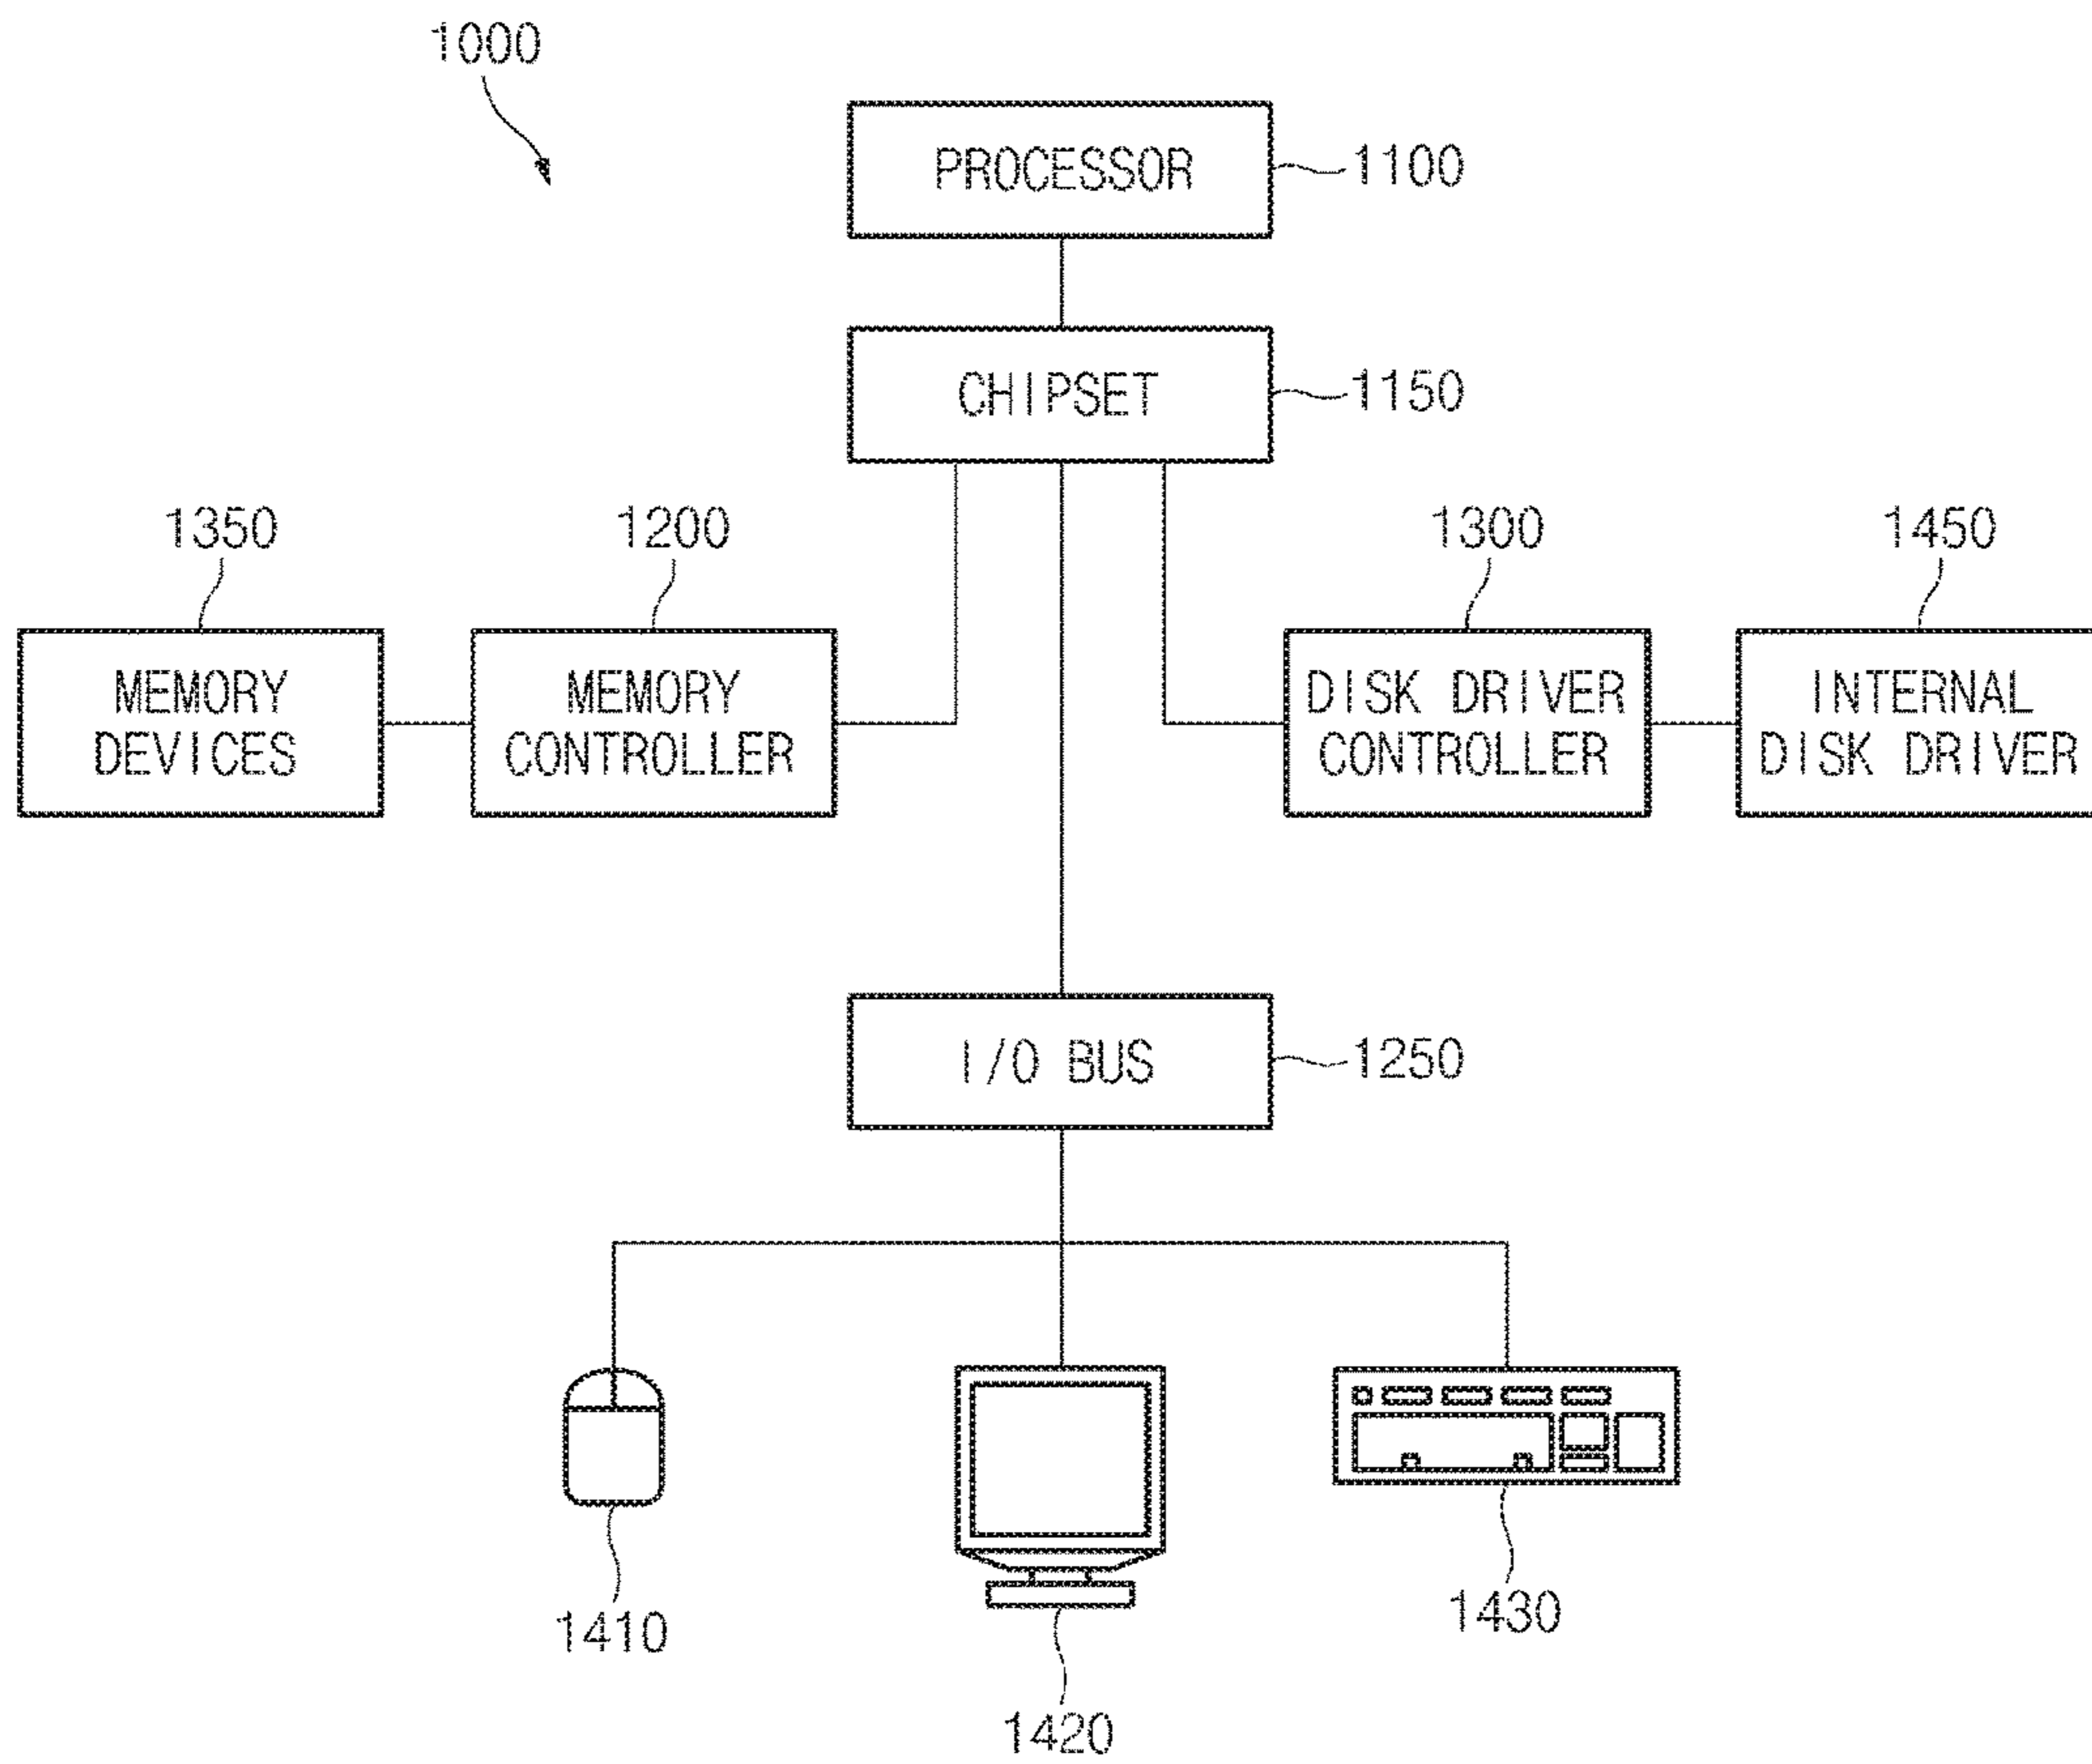 1000
PROCESSOR
1100
CHIPSET
1150
1350
1200
1300
1450
MEMORY
DEVICES
MEMORY
CONTROLLER
DISK DRIVER
CONTROLLER
INTERNAL
DISK DRIVER
I/O BUS
1250
1410
1420
1430